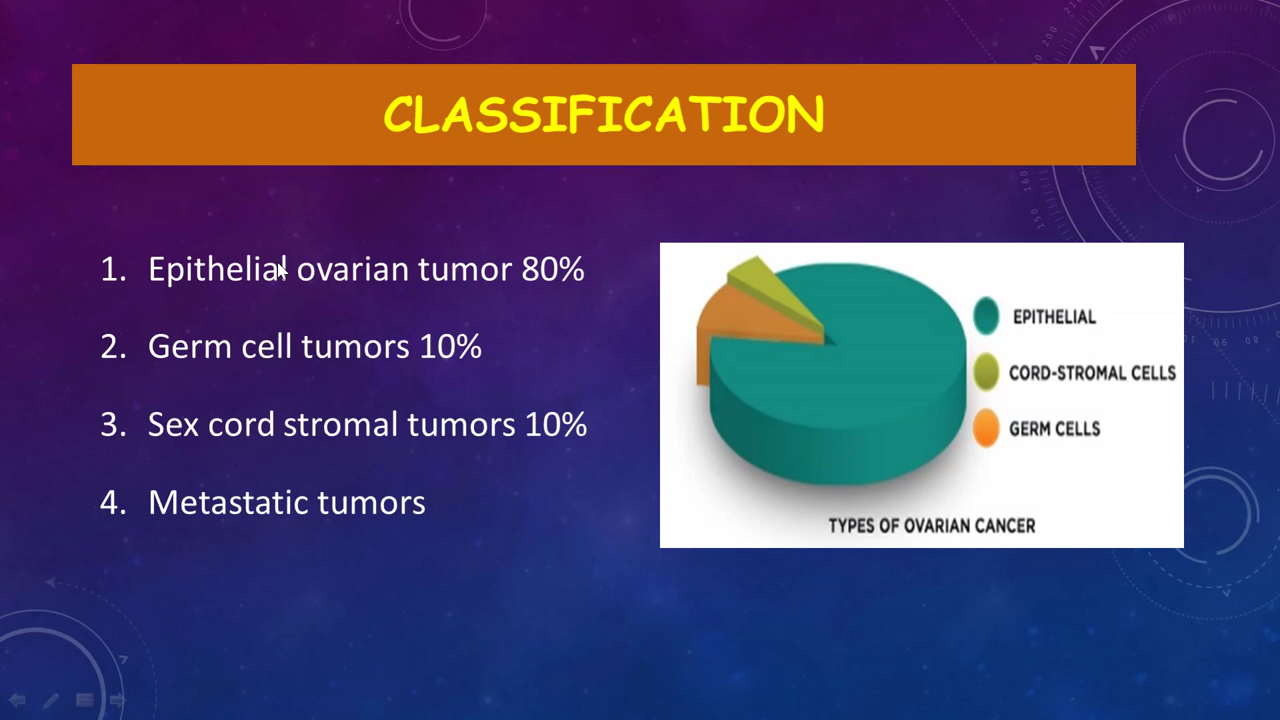 CLASSIFICATION
1. Epithelial ovarian tumor 80%
2. Germ cell tumors 10%
3. Sex cord stromal tumors 10%
4. Metastatic tumors
EPITHELIAL
CORD-STROMAL CELLS
GERM CELLS
TYPES OF OVARIAN CANCER